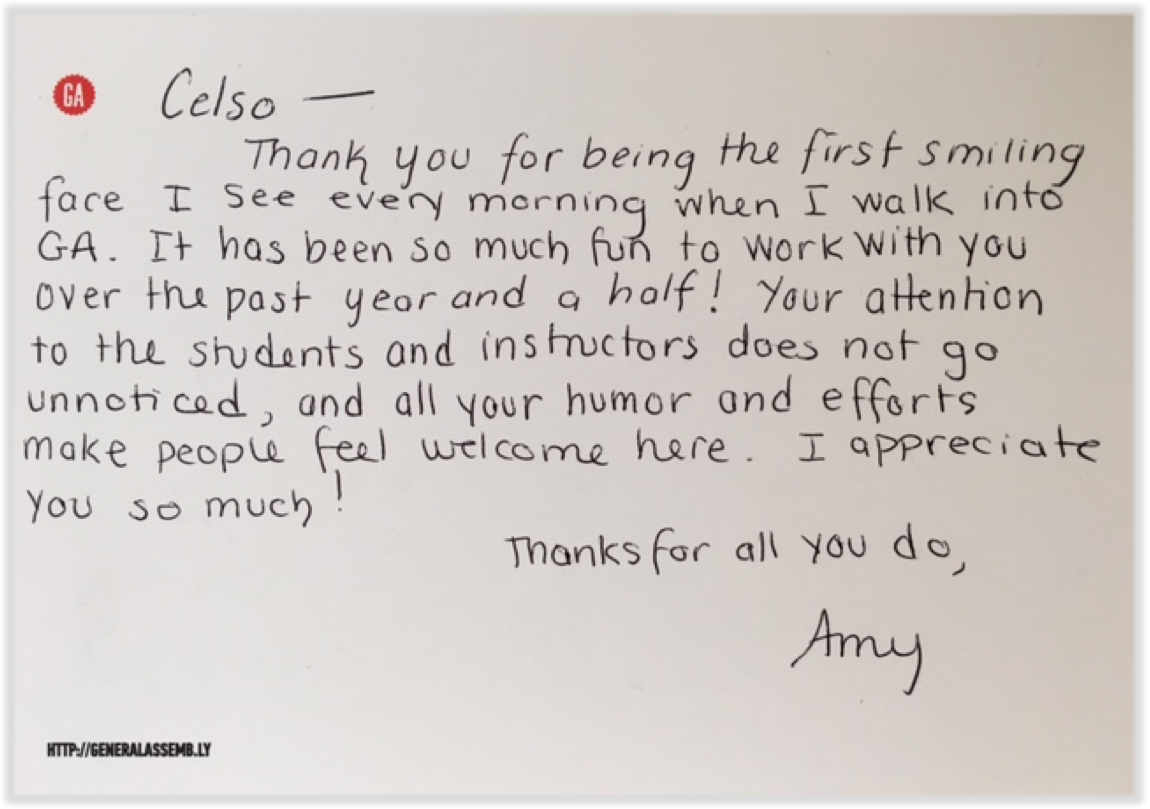 GA
Celso —
Thank you for being the first smiling
face I see every morning when I walk into
GA. It has been so much fun to work with you
over the past year and a half! Your attention
to the students and instructors does not go
unnoticed, and all your humor and efforts
make people feel welcome here. I appreciate
you so much!
Thanks for all you do,
Amy
HTTP://GENERALASSEMB.LY